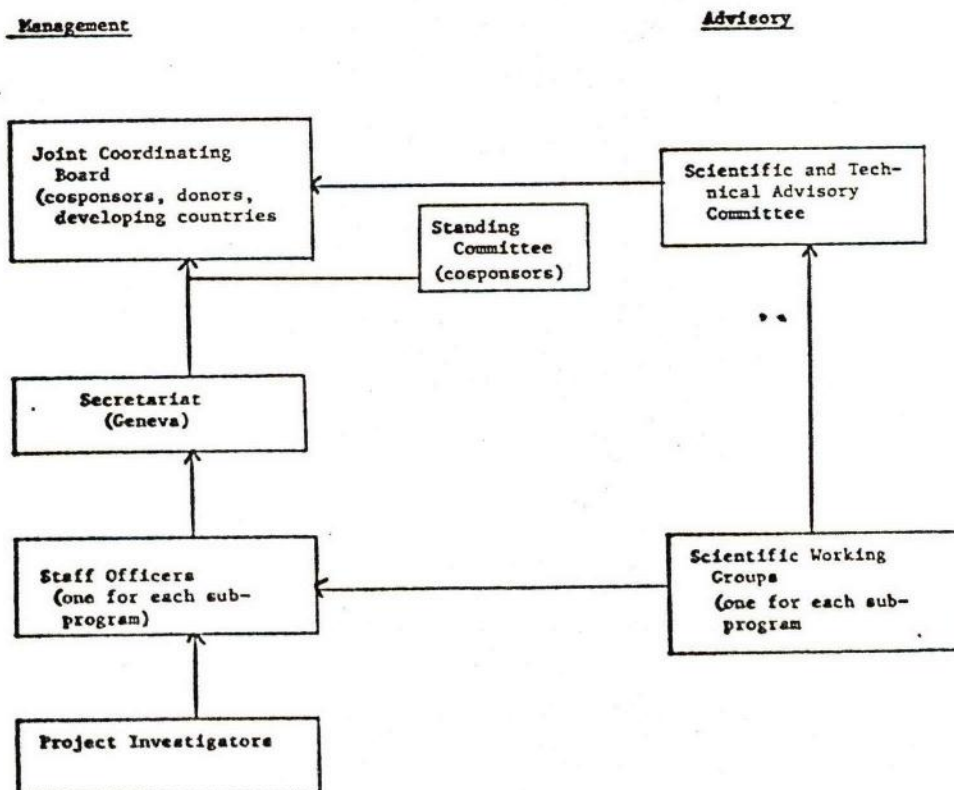 Management
Advisory
Joint Coordinating
Board
(cosponsors, donors,
developing countries
Scientific and Tech-
nical Advisory
Committee
Standing
Committee
(cosponsors)
Secretariat
(Geneva)
Staff Officers
(one for each sub-
program)
Scientific Working
Groups
(one for each sub-
program
Project Investigators